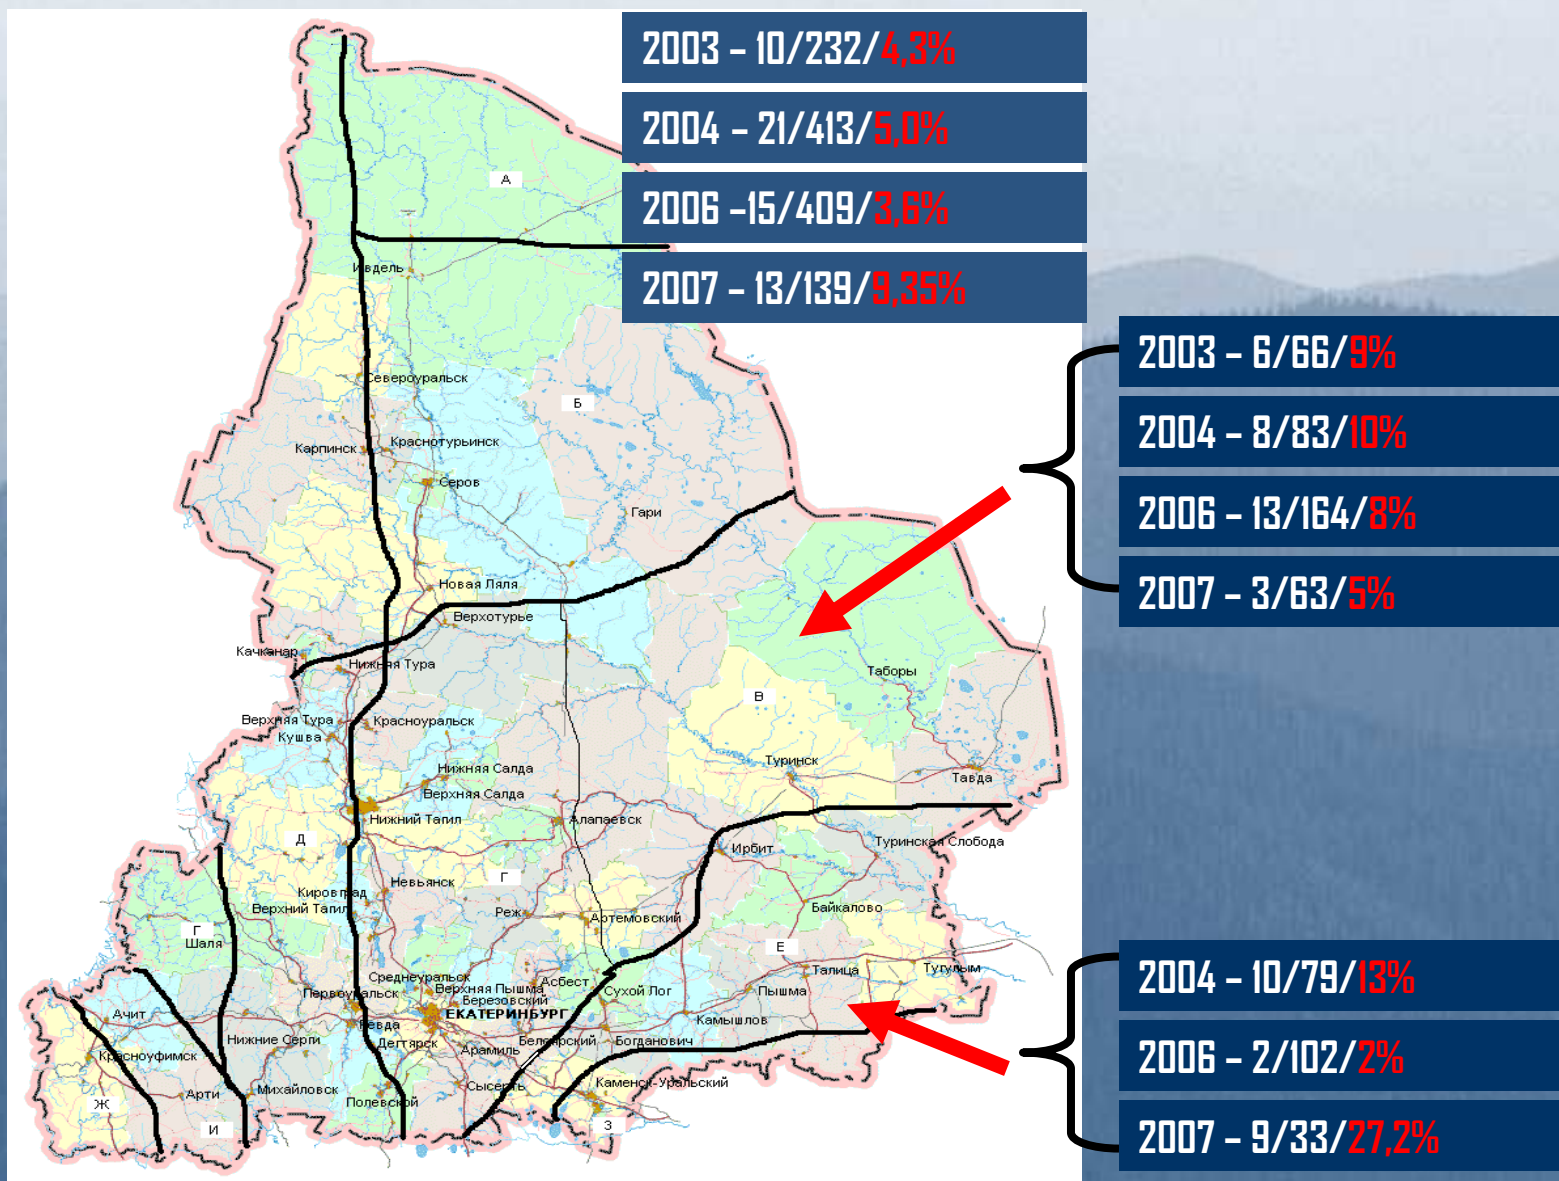 2003 – 10/232/4,3%
2004 – 21/413/5,0%
2006 –15/409/3,6%
2007 – 13/139/9,35%
2003 – 6/66/9%
2004 – 8/83/10%
2006 – 13/164/8%
2007 – 3/63/5%
2004 – 10/79/13%
2006 – 2/102/2%
2007 – 9/33/27,2%
А
Ивдель
Североуральск
Б
Карпинск
Краснотурьинск
Серов
Гари
Новая Ляля
Верхотурье
Качканар
Нижняя Тура
Таборы
В
Верхняя Тура
Красноуральск
Кушва
Туринск
Тавда
Нижняя Салда
Верхняя Салда
Нижний Тагил
Алапаевск
Д
Ирбит
Туринская Слобода
Г
Невьянск
Кировград
Верхний Тагил
Реж
Артемовский
Байкалово
Г
Шаля
Е
Талица
Тугулым
Среднеуральск
Верхняя Пышма
Асбест
Сухой Лог
Пышма
Первоуральск
Березовский
ЕКАТЕРИНБУРГ
Камышлов
Ачит
Ревда
Нижние Серги
Дегтярск
Арамиль
Белоярский
Богданович
Красноуфимск
Арти
Михайловск
Сысерть
Каменск-Уральский
Полевской
Ж
И
З